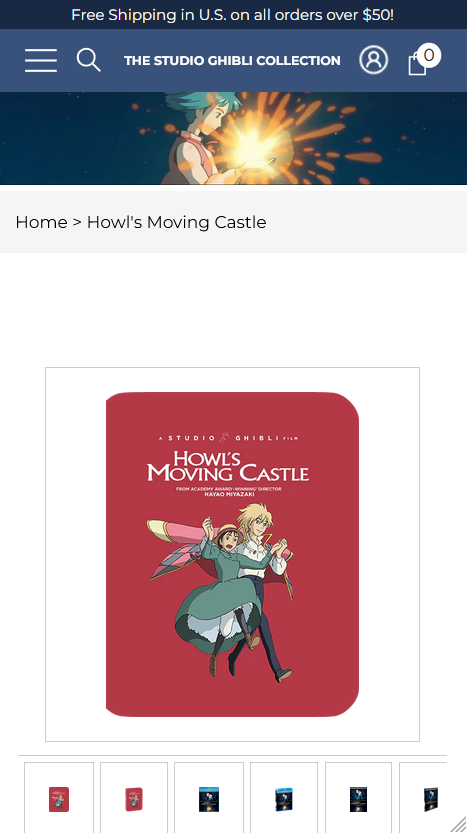 Free Shipping in U.S. on all orders over $50!
THE STUDIO GHIBLI COLLECTION
0
Home > Howl's Moving Castle
A STUDIO GHIBLI FILM
HOWL'S
MOVING CASTLE
FROM ACADEMY AWARD®-WINNING DIRECTOR
HAYAO MIYAZAKI